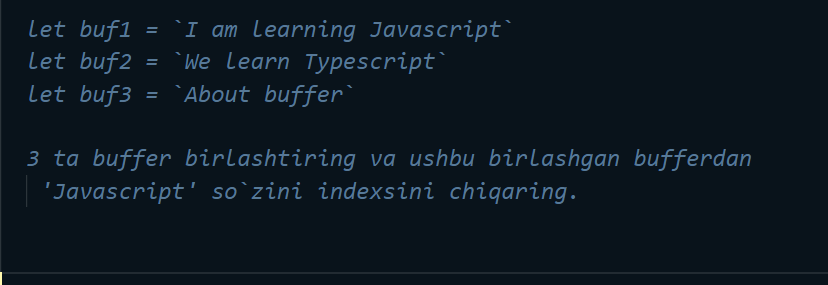 let buf1 = `I am learning Javascript`
let buf2 = `We learn Typescript`
let buf3 = `About buffer`
3 ta buffer birlashtiring va ushbu birlashgan bufferdan
'Javascript' so`zini indexsini chiqaring.